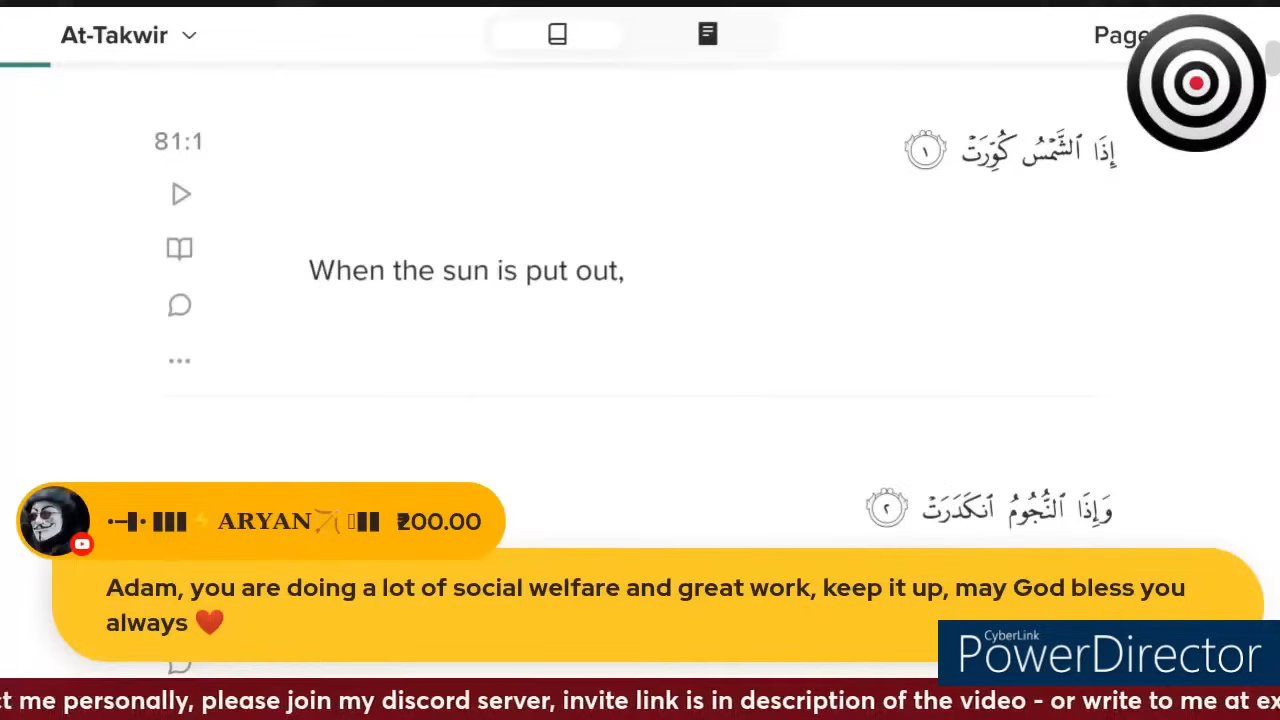 At-Takwir
Page
81:1
إِذَا ٱلشَّمْسُ كُوِّرَتْ ١
When the sun is put out,
وَإِذَا ٱلنُّجُومُ ٱنكَدَرَتْ ٢
ARYAN ₹200.00
Adam, you are doing a lot of social welfare and great work, keep it up, may God bless you
always ❤️
CyberLink
PowerDirector
ct me personally, please join my discord server, invite link is in description of the video - or write to me at ex